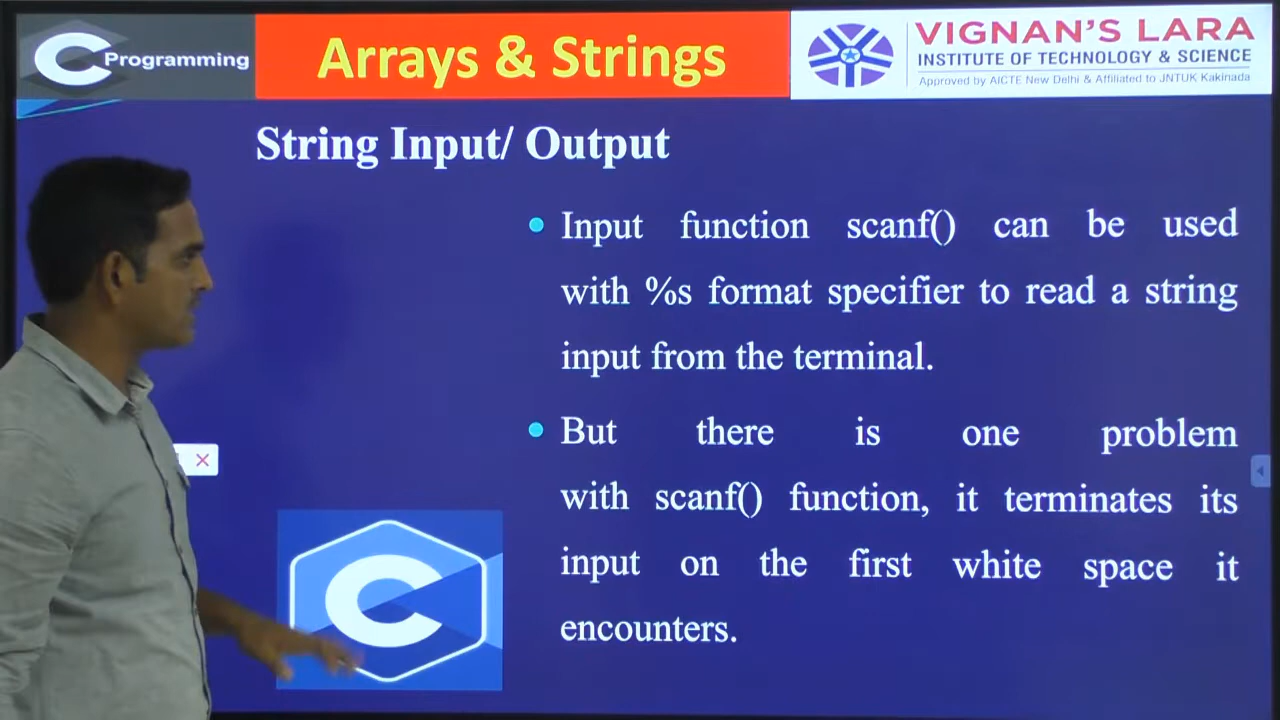 C Programming
Arrays & Strings
VIGNAN'S LARA
INSTITUTE OF TECHNOLOGY & SCIENCE
Approved by AICTE New Delhi & Affiliated to JNTUK Kakinada
String Input/ Output
Input function scanf() can be used
with %s format specifier to read a string
input from the terminal.
But there is one problem
with scanf() function, it terminates its
input on the first white space it
encounters.
C